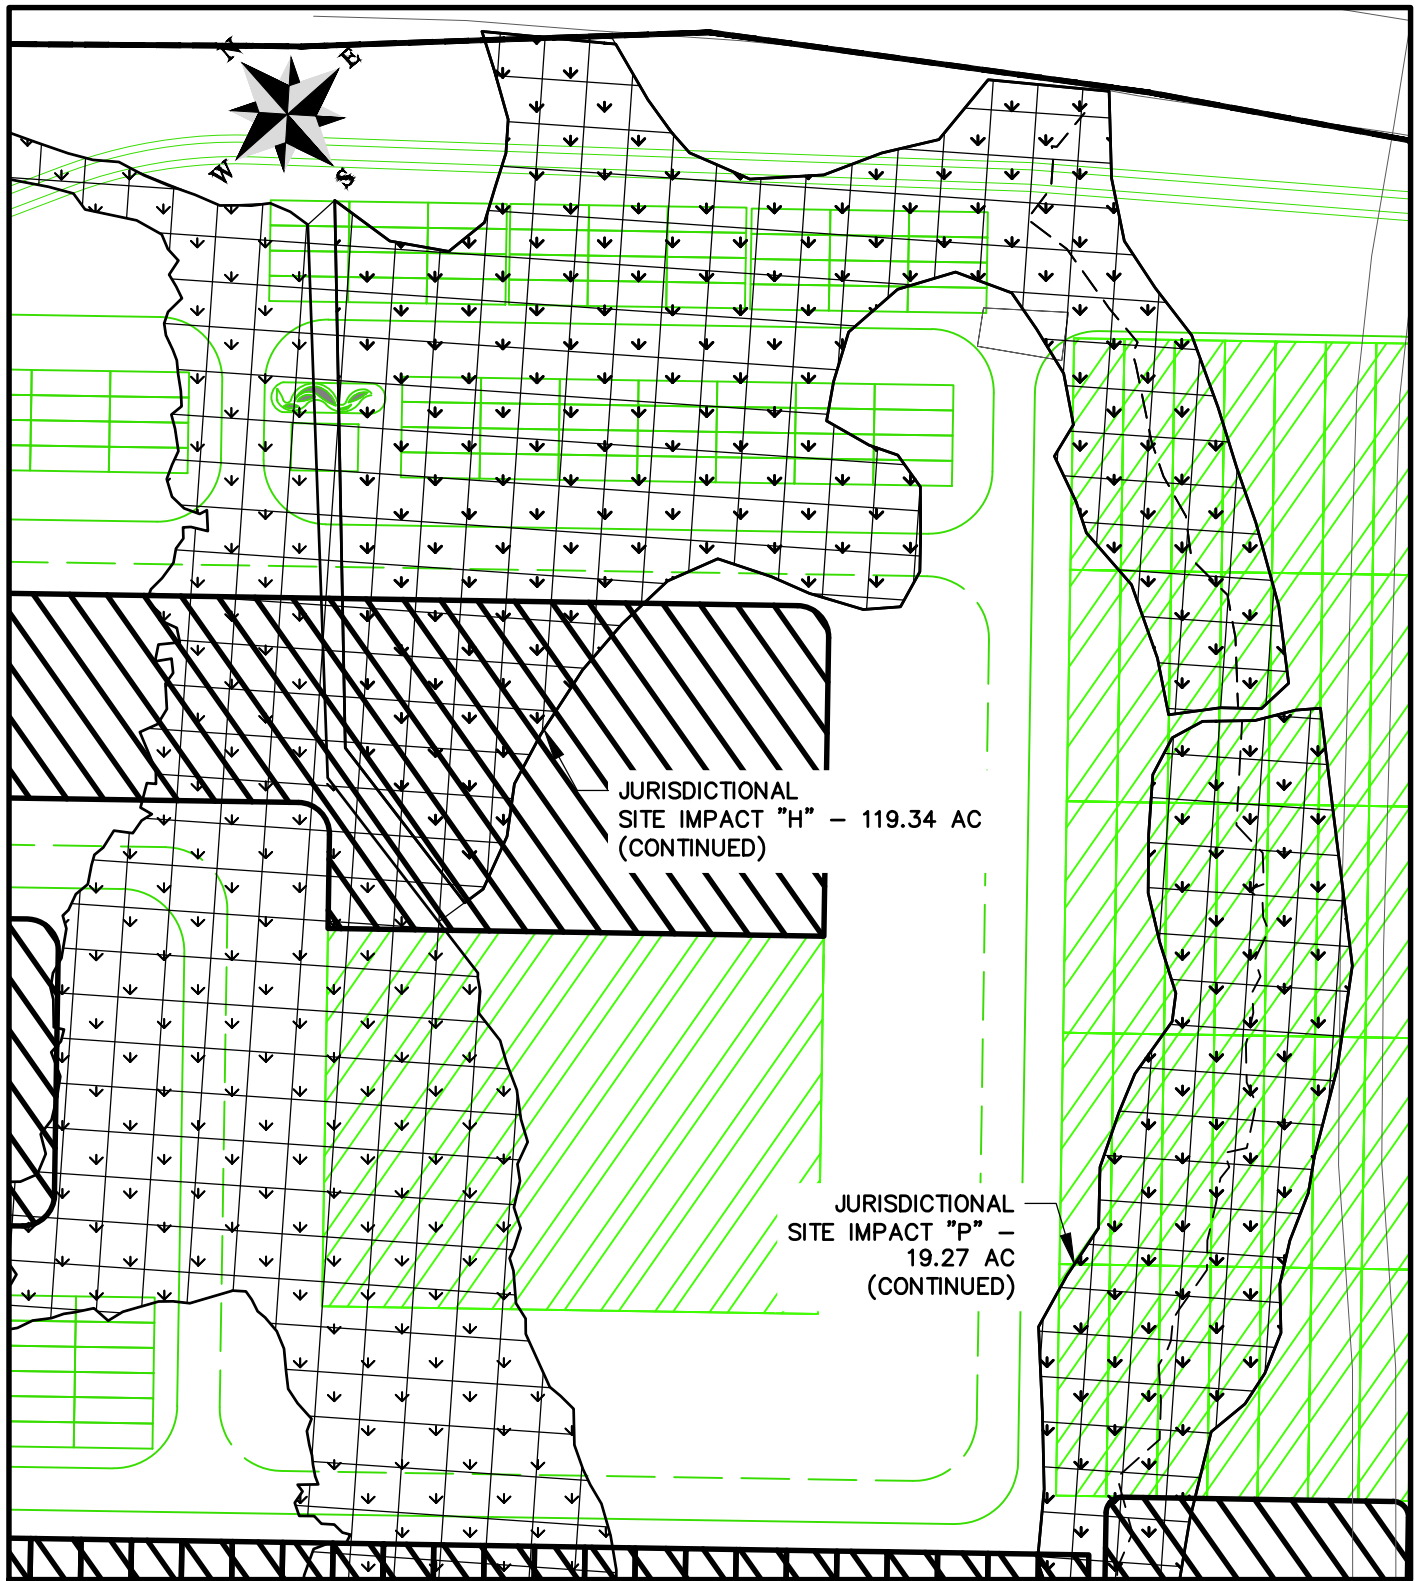 N
E
W
S
JURISDICTIONAL
SITE IMPACT "H" – 119.34 AC
(CONTINUED)
JURISDICTIONAL
SITE IMPACT "P" –
19.27 AC
(CONTINUED)